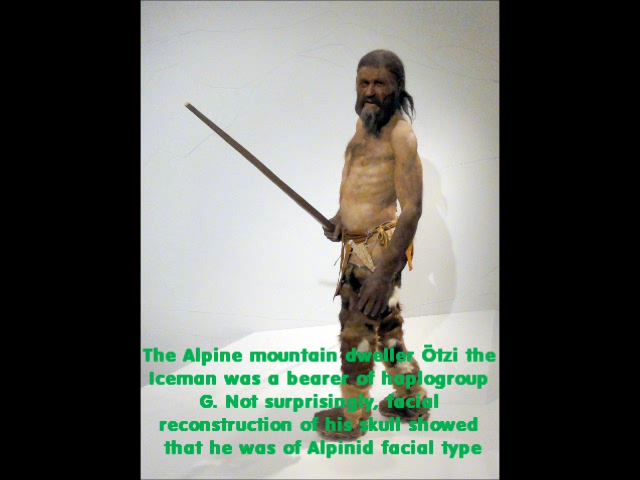 The Alpine mountain dweller Ötzi the
Iceman was a bearer of haplogroup
G. Not surprisingly, facial
reconstruction of his skull showed
that he was of Alpinid facial type